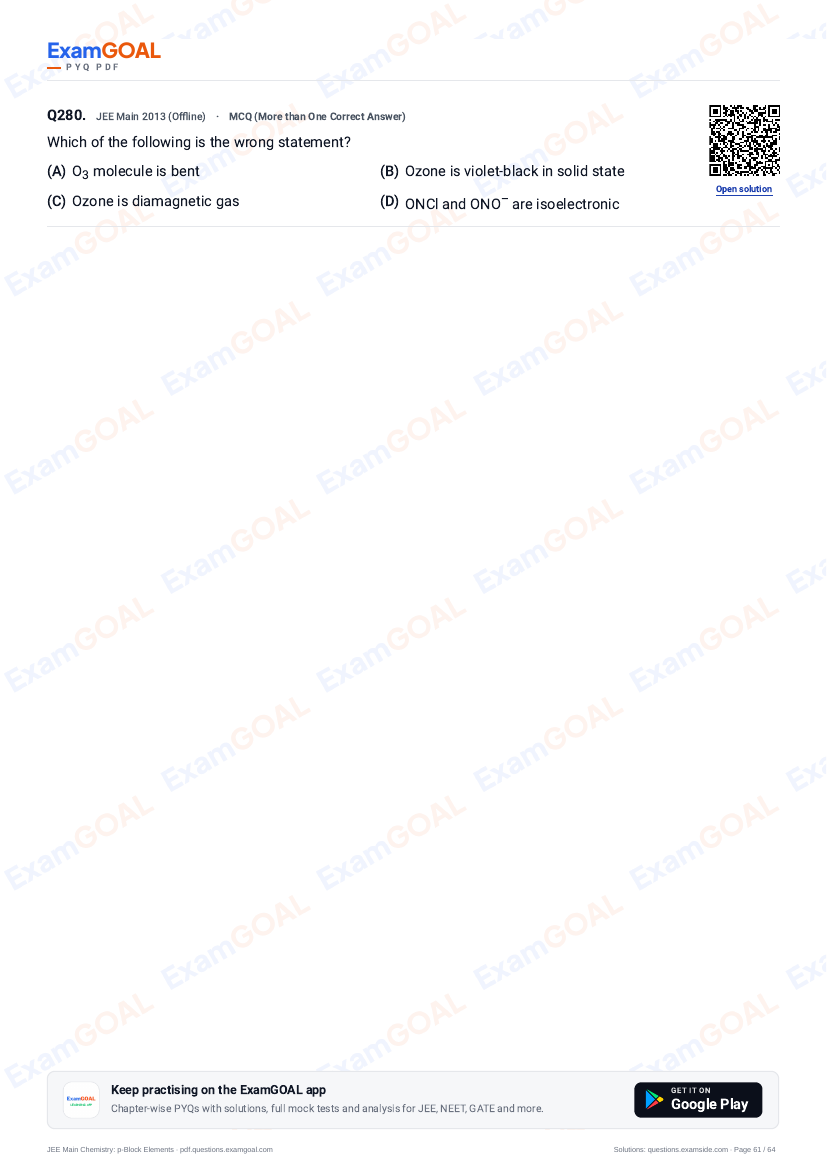 ExamGOAL
PYQ PDF
Q280. JEE Main 2013 (Offline) · MCQ (More than One Correct Answer)
Which of the following is the wrong statement?
(A) O₃ molecule is bent (B) Ozone is violet-black in solid state
(C) Ozone is diamagnetic gas (D) ONCl and ONO⁻ are isoelectronic
Open solution
Keep practising on the ExamGOAL app
Chapter-wise PYQs with solutions, full mock tests and analysis for JEE, NEET, GATE and more.
GET IT ON
Google Play
JEE Main Chemistry: p-Block Elements · pdf.questions.examgoal.com Solutions: questions.examside.com · Page 61 / 64